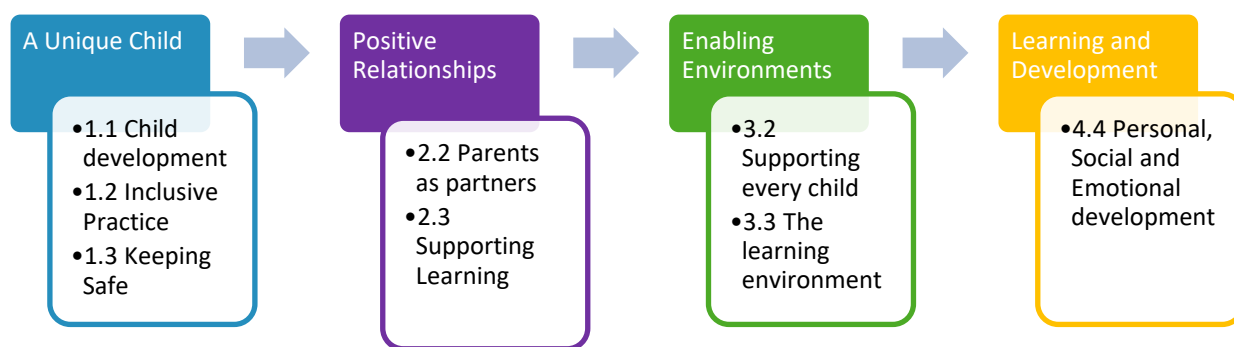 A Unique Child
•1.1 Child
development
•1.2 Inclusive
Practice
•1.3 Keeping
Safe
Positive
Relationships
•2.2 Parents
as partners
•2.3
Supporting
Learning
Enabling
Environments
•3.2
Supporting
every child
•3.3 The
learning
environment
Learning and
Development
•4.4 Personal,
Social and
Emotional
development